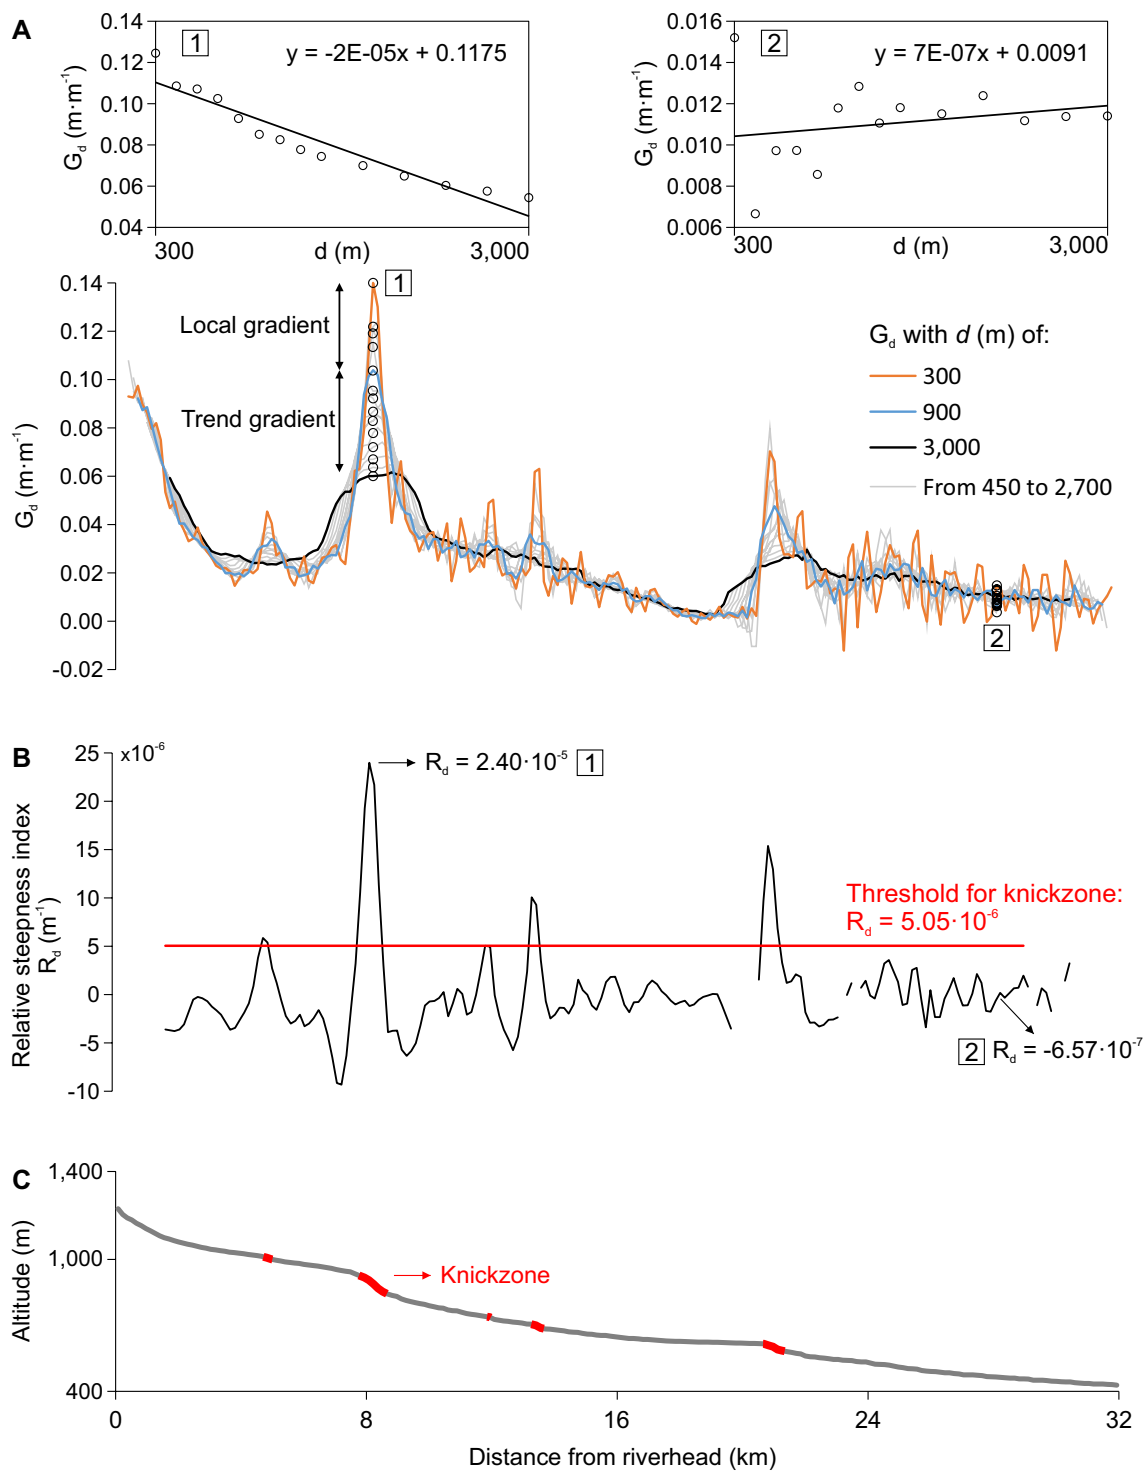 A
0.14
0.12
0.10
0.08
0.06
0.04
G_d (m·m⁻¹)
1
y = -2E-05x + 0.1175
300
d (m)
3,000
0.016
0.014
0.012
0.010
0.008
0.006
G_d (m·m⁻¹)
2
y = 7E-07x + 0.0091
300
d (m)
3,000
0.14
0.12
0.10
0.08
0.06
0.04
0.02
0.00
-0.02
G_d (m·m⁻¹)
Local gradient
Trend gradient
1
2
G_d with d (m) of:
300
900
3,000
From 450 to 2,700
B
x10⁻⁶
25
20
15
10
5
0
-5
-10
Relative steepness index
R_d (m⁻¹)
R_d = 2.40·10⁻⁵ 1
Threshold for knickzone:
R_d = 5.05·10⁻⁶
2 R_d = -6.57·10⁻⁷
C
1,400
1,000
400
Altitude (m)
Knickzone
0
8
16
24
32
Distance from riverhead (km)